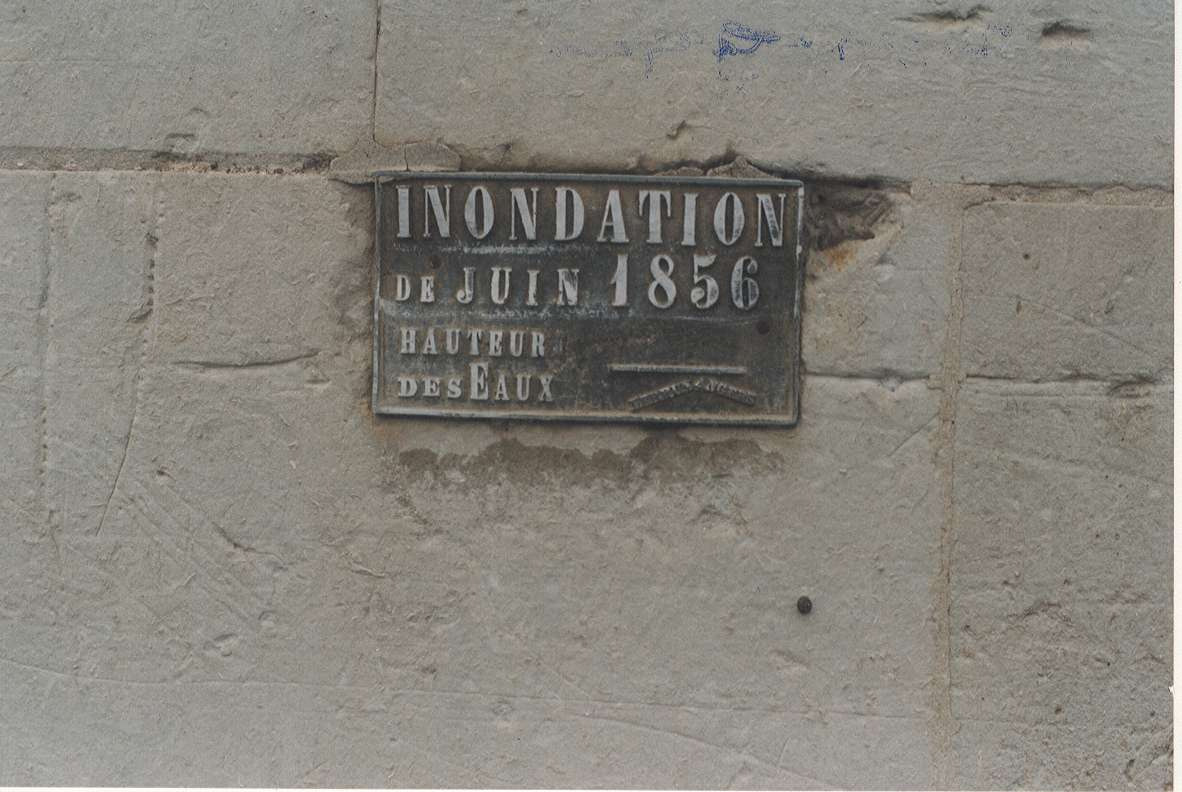 INONDATION
DE JUIN 1856
HAUTEUR
DES EAUX